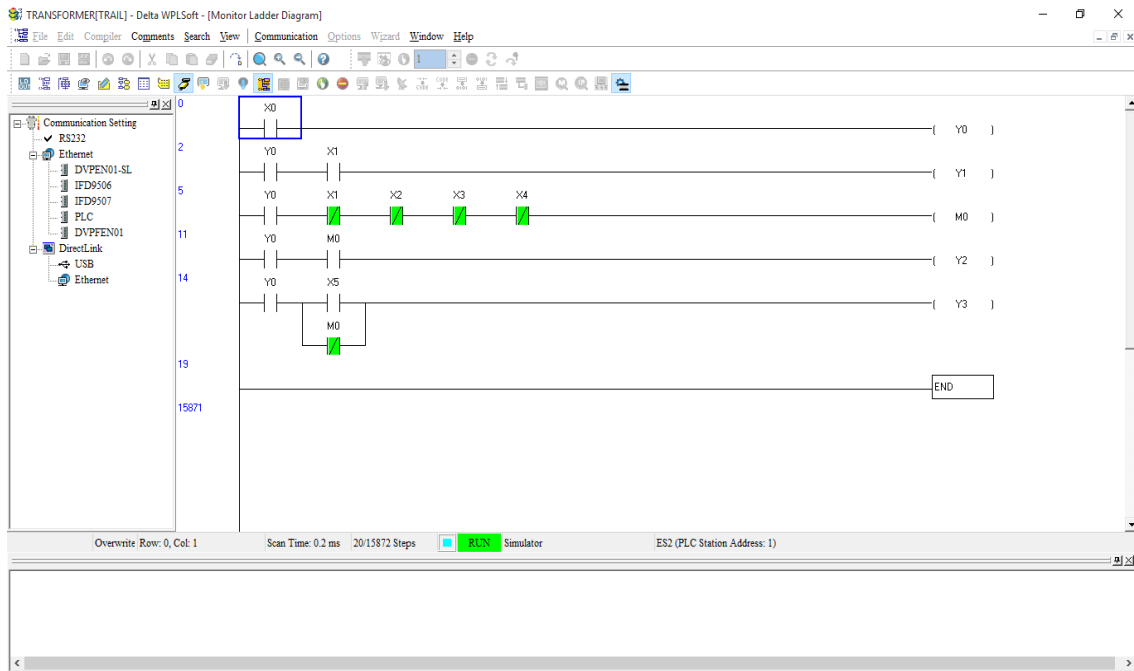 TRANSFORMER[TRAIL] - Delta WPLSoft - [Monitor Ladder Diagram]
File Edit Compiler Comments Search View Communication Options Wizard Window Help
1
Communication Setting
RS232
Ethernet
DVPEN01-SL
IFD9506
IFD9507
PLC
DVPFEN01
DirectLink
USB
Ethernet
0
X0
Y0
2
Y0 X1
Y1
5
Y0 X1 X2 X3 X4
M0
11
Y0 M0
Y2
14
Y0 X5
Y3
M0
19
END
15871
Overwrite Row: 0, Col: 1 Scan Time: 0.2 ms 20/15872 Steps RUN Simulator ES2 (PLC Station Address: 1)